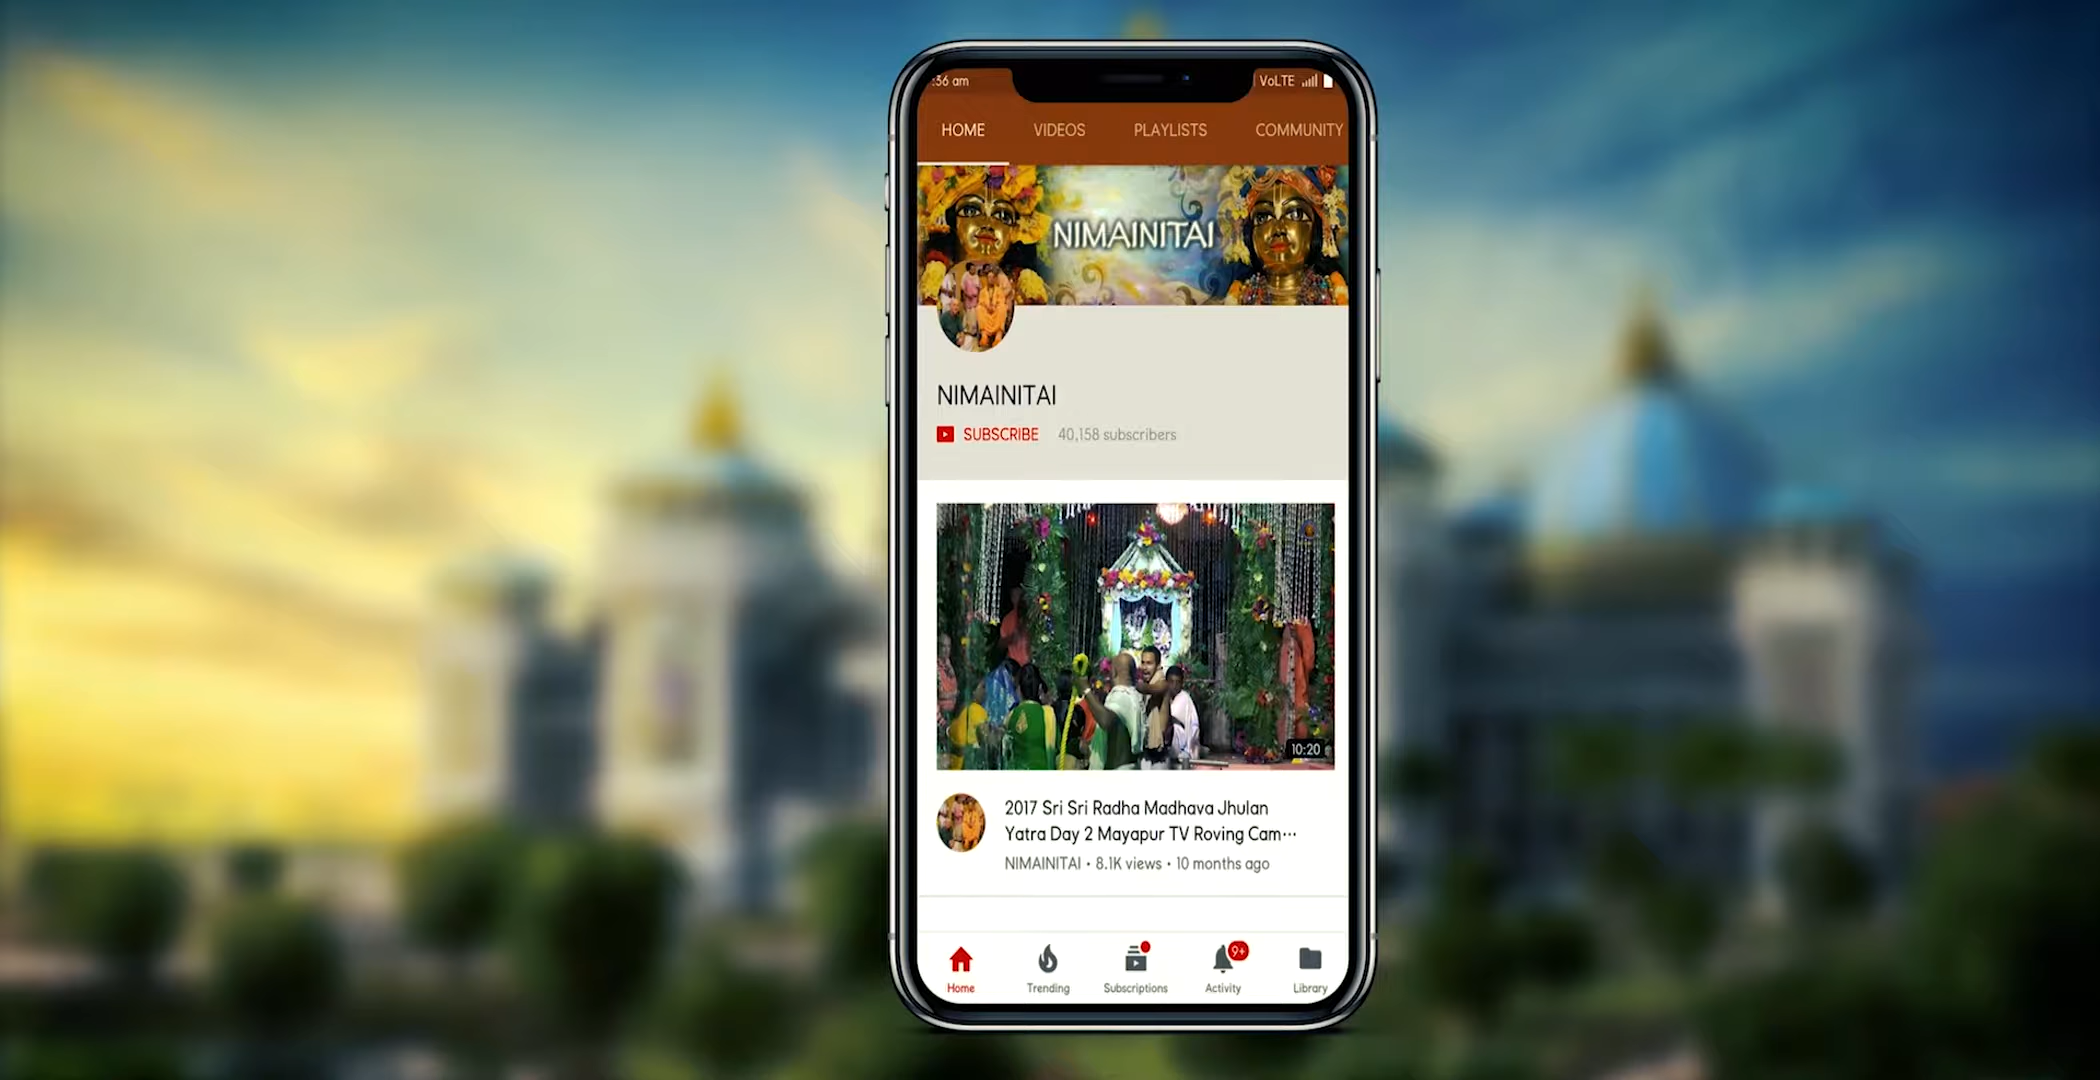 :36 am VoLTE
HOME VIDEOS PLAYLISTS COMMUNITY
NIMAINITAI
NIMAINITAI
SUBSCRIBE 40,158 subscribers
10:20
2017 Sri Sri Radha Madhava Jhulan
Yatra Day 2 Mayapur TV Roving Cam...
NIMAINITAI • 8.1K views • 10 months ago
9+
Home Trending Subscriptions Activity Library